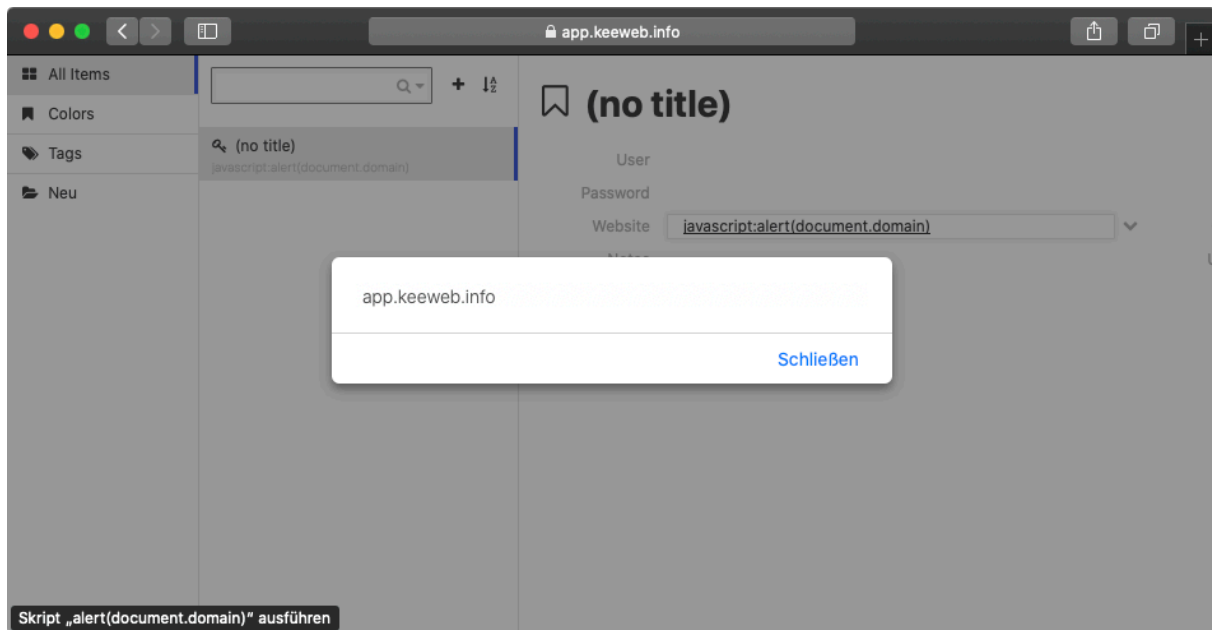 app.keeweb.info
All Items
Colors
Tags
Neu
(no title)
javascript:alert(document.domain)
(no title)
User
Password
Website javascript:alert(document.domain)
Notes
app.keeweb.info
Schließen
Skript „alert(document.domain)" ausführen